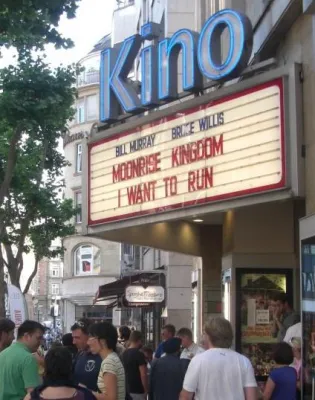 Kino
BILL MURRAY BRUCE WILLIS
MOONRISE KINGDOM
I WANT TO RUN